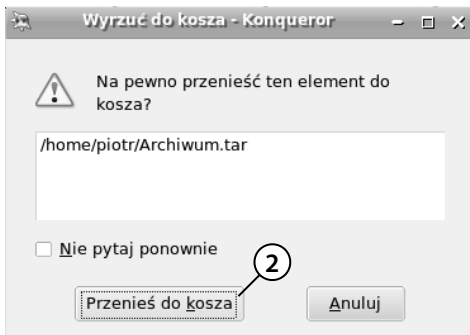 Wyrzuć do kosza - Konqueror
Na pewno przenieść ten element do
kosza?
/home/piotr/Archiwum.tar
Nie pytaj ponownie
2
Przenieś do kosza
Anuluj